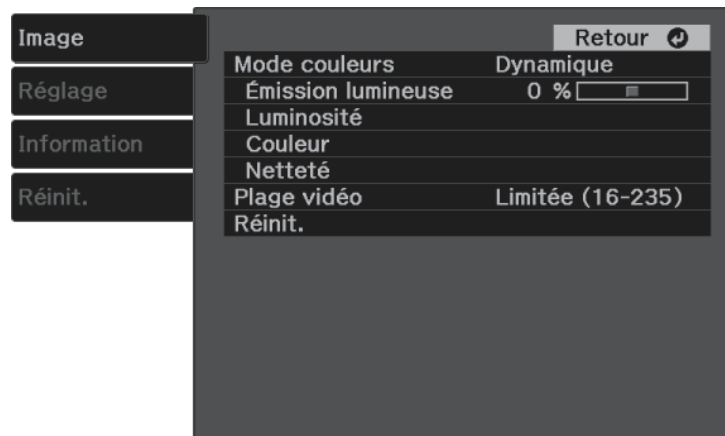 Image
Réglage
Information
Réinit.
Retour
Mode couleurs Dynamique
Émission lumineuse 0 %
Luminosité
Couleur
Netteté
Plage vidéo Limitée (16-235)
Réinit.